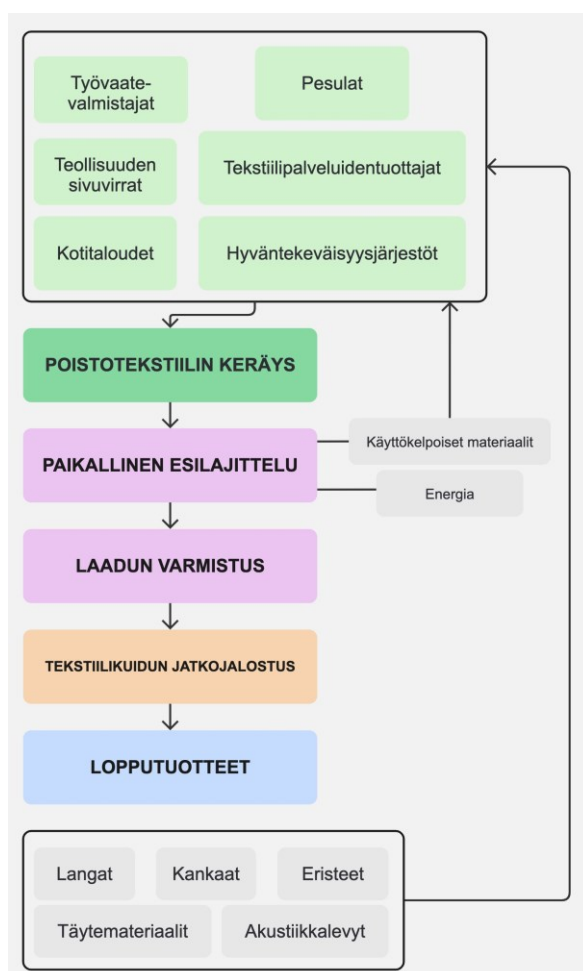 Työvaate-
valmistajat
Pesulat
Teollisuuden
sivuvirrat
Tekstiilipalveluidentuottajat
Kotitaloudet
Hyväntekeväisyysjärjestöt
POISTOTEKSTIILIN KERÄYS
PAIKALLINEN ESILAJITTELU
Käyttökelpoiset materiaalit
Energia
LAADUN VARMISTUS
TEKSTIILIKUIDUN JATKOJALOSTUS
LOPPUTUOTTEET
Langat
Kankaat
Eristeet
Täytemateriaalit
Akustiikkalevyt